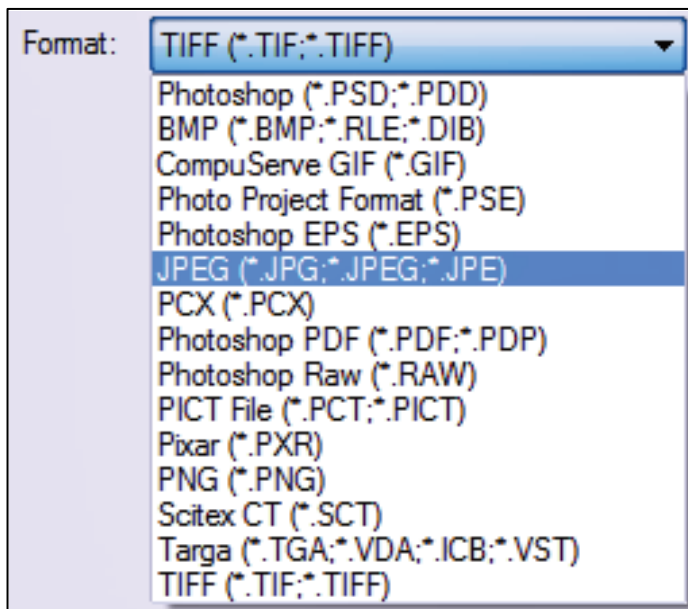 Format: TIFF (*.TIF;*.TIFF)
Photoshop (*.PSD;*.PDD)
BMP (*.BMP;*.RLE;*.DIB)
CompuServe GIF (*.GIF)
Photo Project Format (*.PSE)
Photoshop EPS (*.EPS)
JPEG (*.JPG;*.JPEG;*.JPE)
PCX (*.PCX)
Photoshop PDF (*.PDF;*.PDP)
Photoshop Raw (*.RAW)
PICT File (*.PCT;*.PICT)
Pixar (*.PXR)
PNG (*.PNG)
Scitex CT (*.SCT)
Targa (*.TGA;*.VDA;*.ICB;*.VST)
TIFF (*.TIF;*.TIFF)